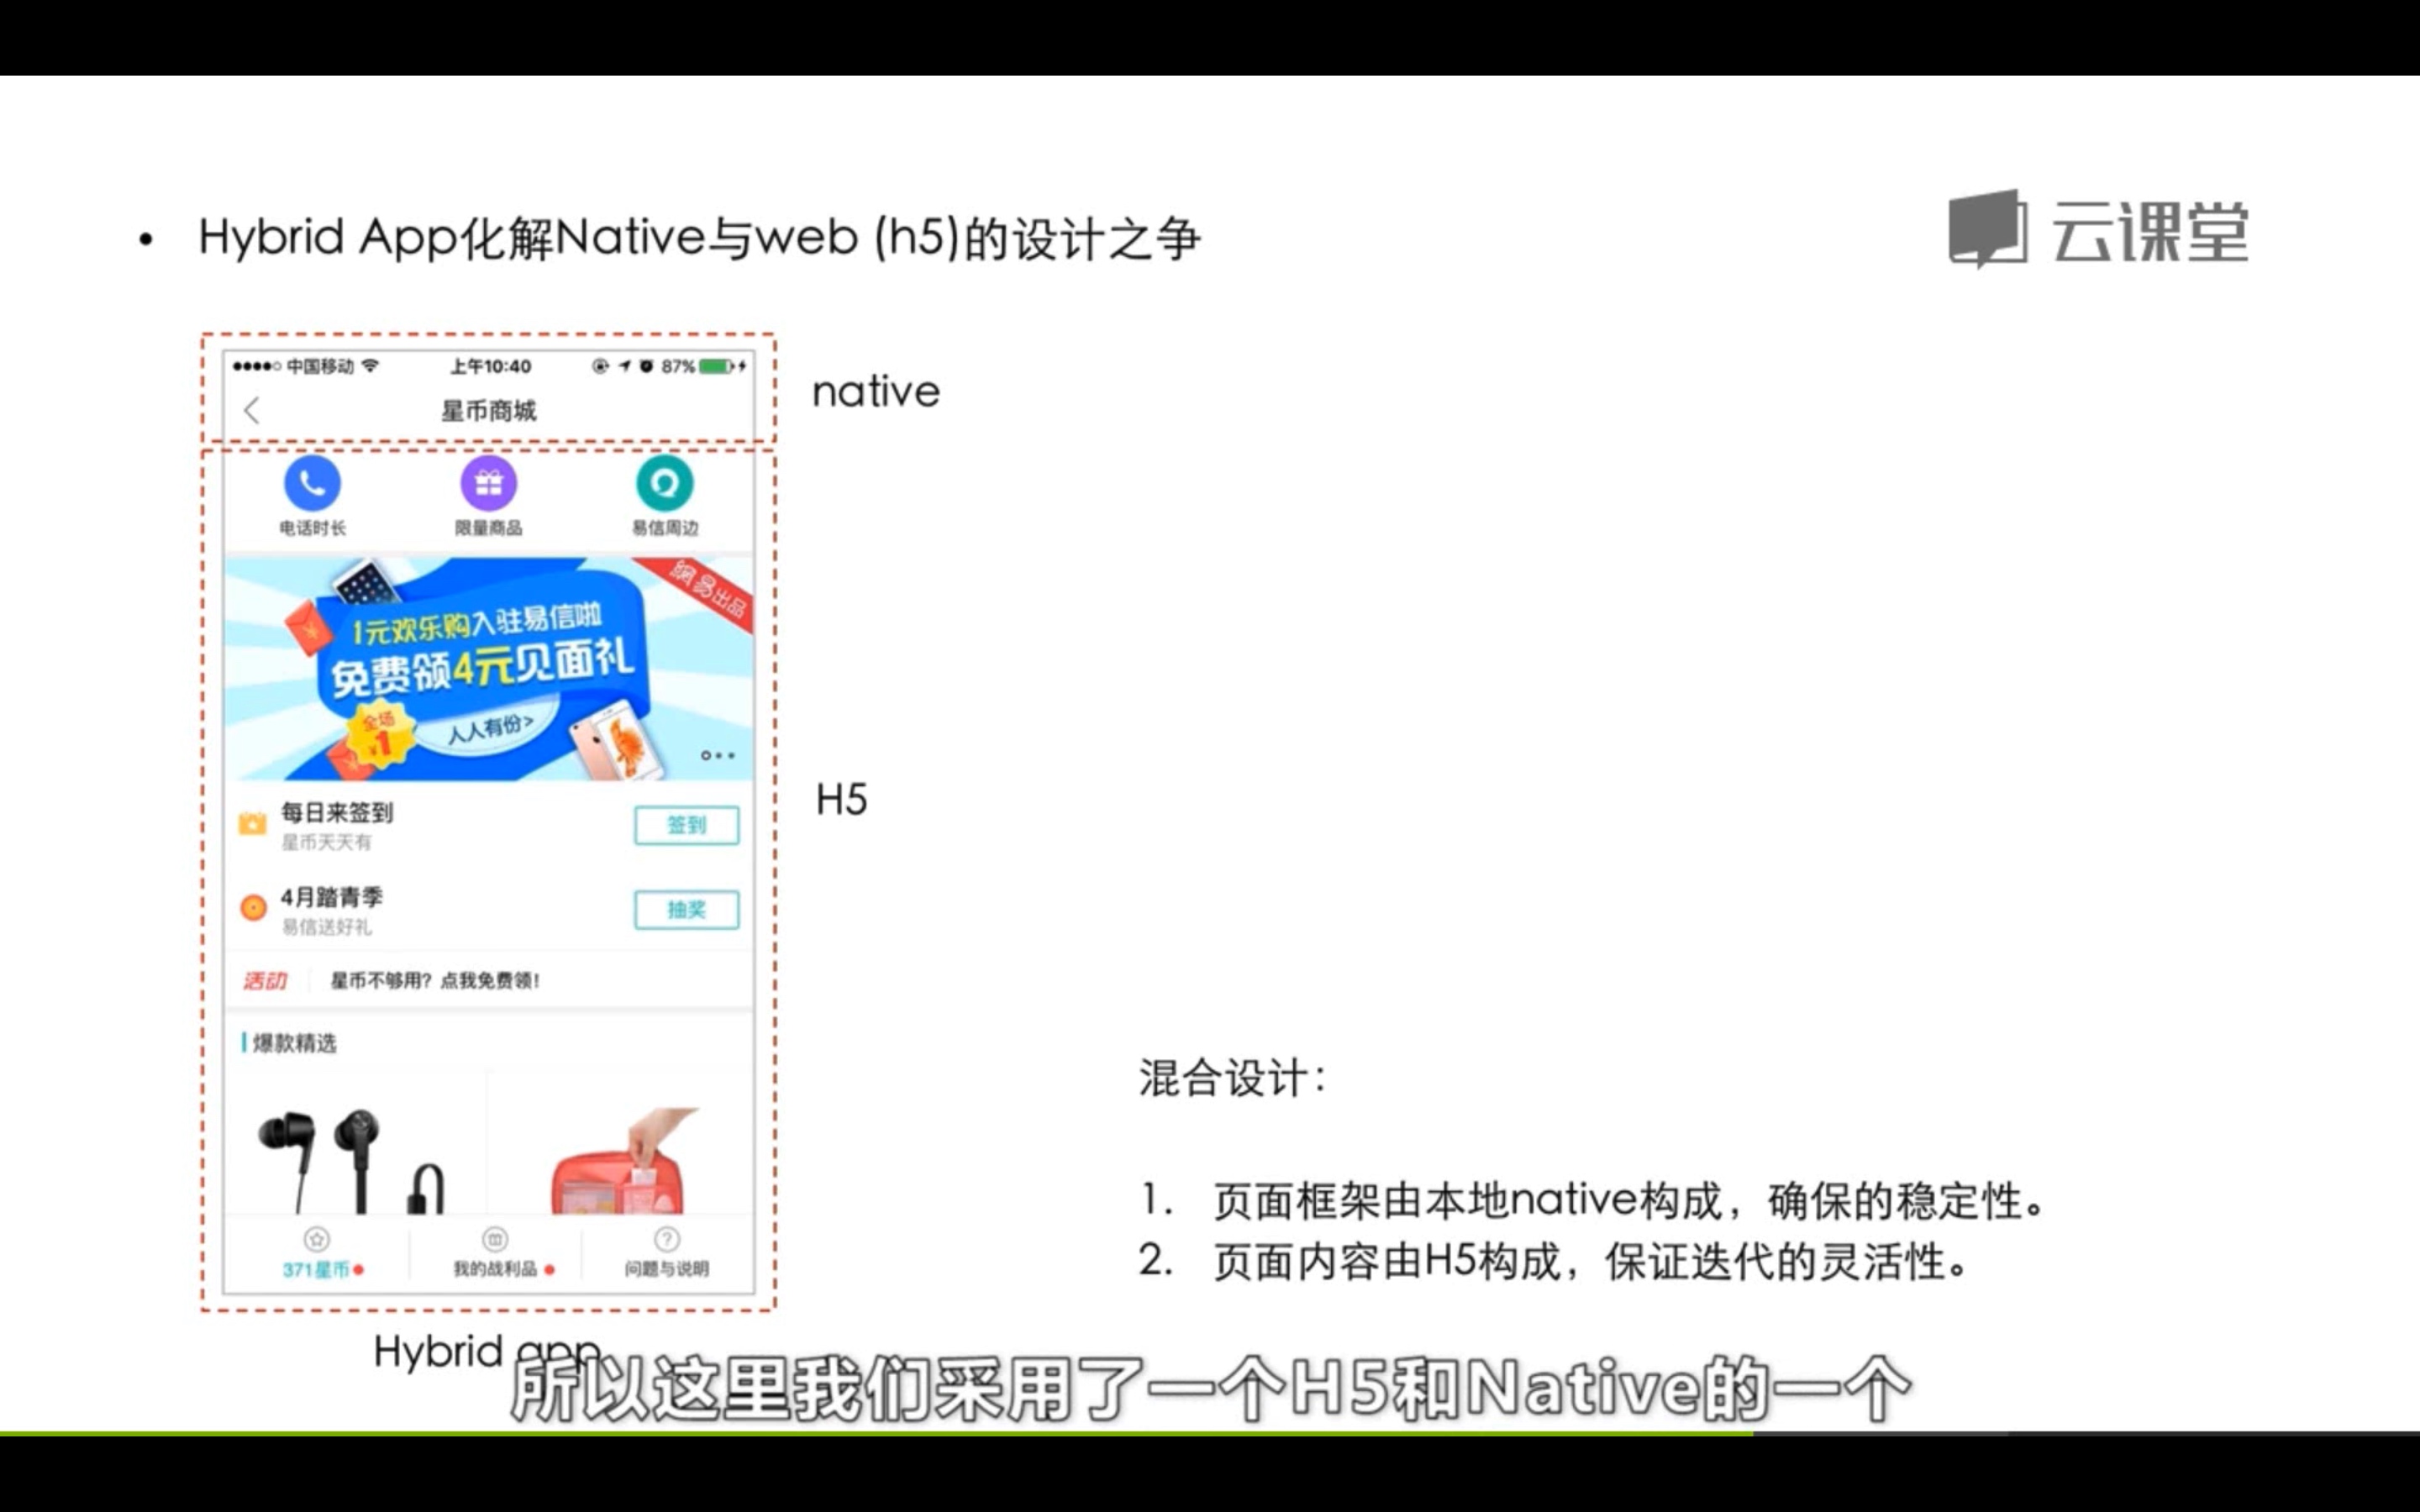 Hybrid App化解Native与web (h5)的设计之争
云课堂
中国移动 上午10:40 87%
星币商城
native
电话时长 限量商品 易信周边
網易出品
1元欢乐购入驻易信啦
免费领4元见面礼
全场
¥1
人人有份>
H5
每日来签到
星币天天有
签到
4月踏青季
易信送好礼
抽奖
活动 星币不够用？点我免费领！
爆款精选
371星币 我的战利品 问题与说明
混合设计：
1. 页面框架由本地native构成，确保的稳定性。
2. 页面内容由H5构成，保证迭代的灵活性。
Hybrid app
所以这里我们采用了一个H5和Native的一个